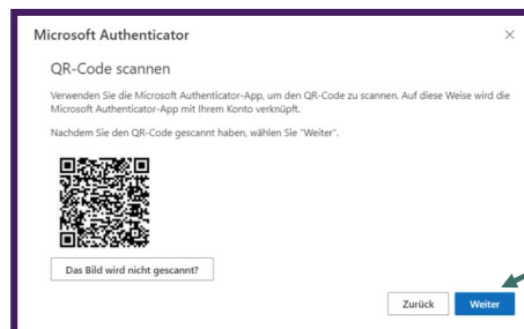 Microsoft Authenticator
QR-Code scannen
Verwenden Sie die Microsoft Authenticator-App, um den QR-Code zu scannen. Auf diese Weise wird die
Microsoft Authenticator-App mit Ihrem Konto verknüpft.
Nachdem Sie den QR-Code gescannt haben, wählen Sie "Weiter".
Das Bild wird nicht gescannt?
Zurück Weiter